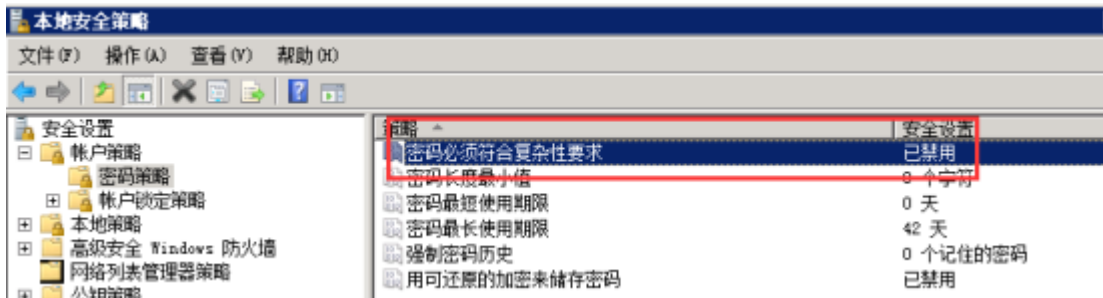 本地安全策略
文件(F) 操作(A) 查看(V) 帮助(H)
安全设置
帐户策略
密码策略
帐户锁定策略
本地策略
高级安全 Windows 防火墙
网络列表管理器策略
公钥策略
策略 安全设置
密码必须符合复杂性要求 已禁用
密码长度最小值 0 个字符
密码最短使用期限 0 天
密码最长使用期限 42 天
强制密码历史 0 个记住的密码
用可还原的加密来储存密码 已禁用